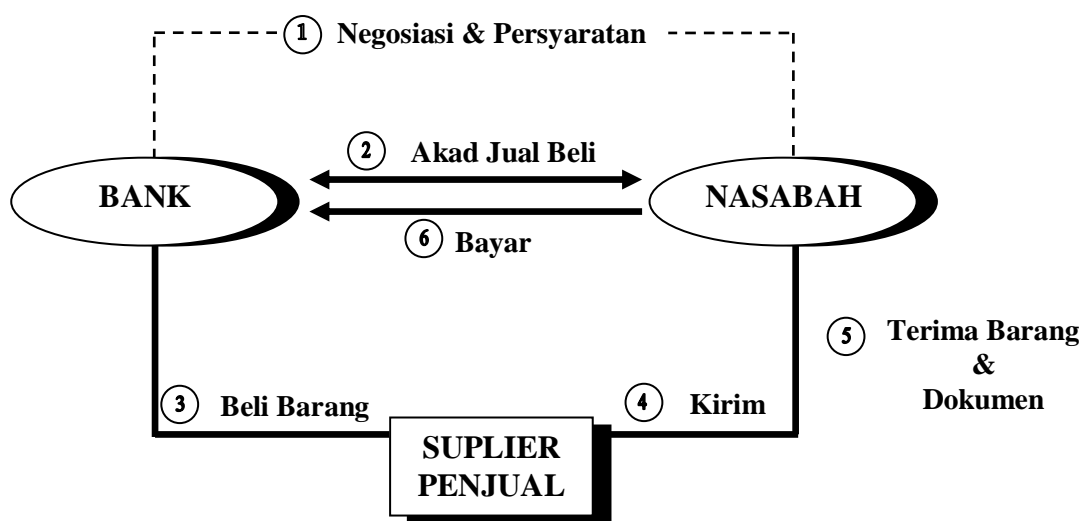 1 Negosiasi & Persyaratan
2 Akad Jual Beli
BANK
NASABAH
6 Bayar
5 Terima Barang
&
Dokumen
3 Beli Barang
4 Kirim
SUPLIER
PENJUAL